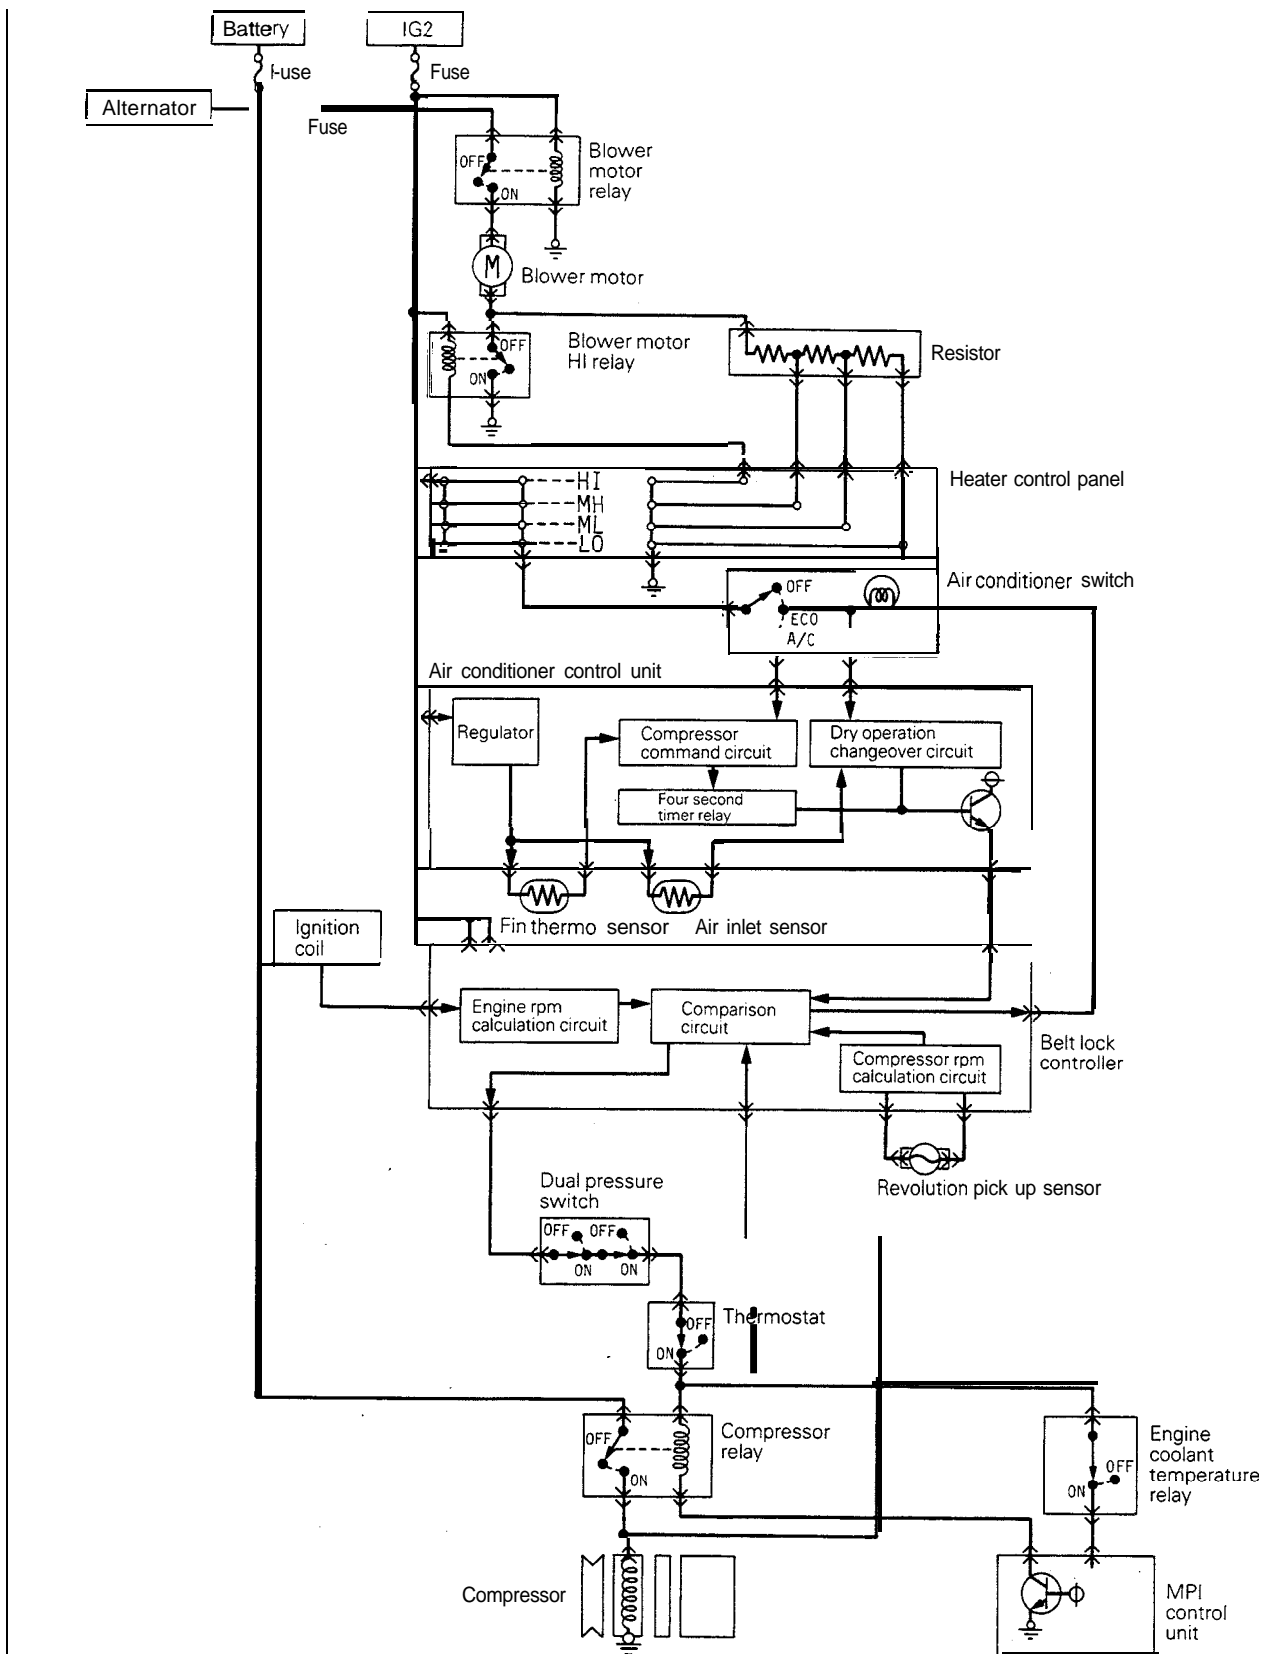 Battery
IG2
Fuse
Fuse
Alternator
Fuse
OFF
ON
Blower
motor
relay
M
Blower motor
OFF
ON
Blower motor
HI relay
Resistor
HI
MH
ML
LO
Heater control panel
OFF
ECO
A/C
Air conditioner switch
Air conditioner control unit
Regulator
Compressor
command circuit
Dry operation
changeover circuit
Four second
timer relay
Fin thermo sensor
Air inlet sensor
Ignition
coil
Engine rpm
calculation circuit
Comparison
circuit
Belt lock
controller
Compressor rpm
calculation circuit
Revolution pick up sensor
Dual pressure
switch
OFF OFF
ON ON
Thermostat
OFF
ON
OFF
ON
Compressor
relay
Engine
coolant
temperature
relay
OFF
ON
Compressor
MPI
control
unit